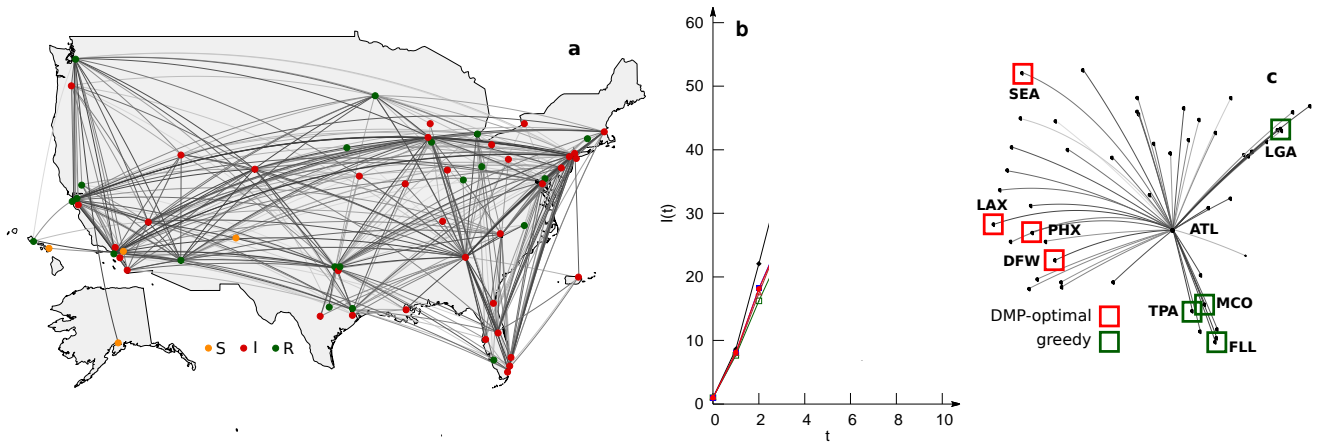 a
S I R
b
60
50
40
30
20
10
0
I(t)
0 2 4 6 8 10
t
c
SEA
LGA
LAX
PHX
ATL
DFW
TPA
MCO
FLL
DMP-optimal
greedy